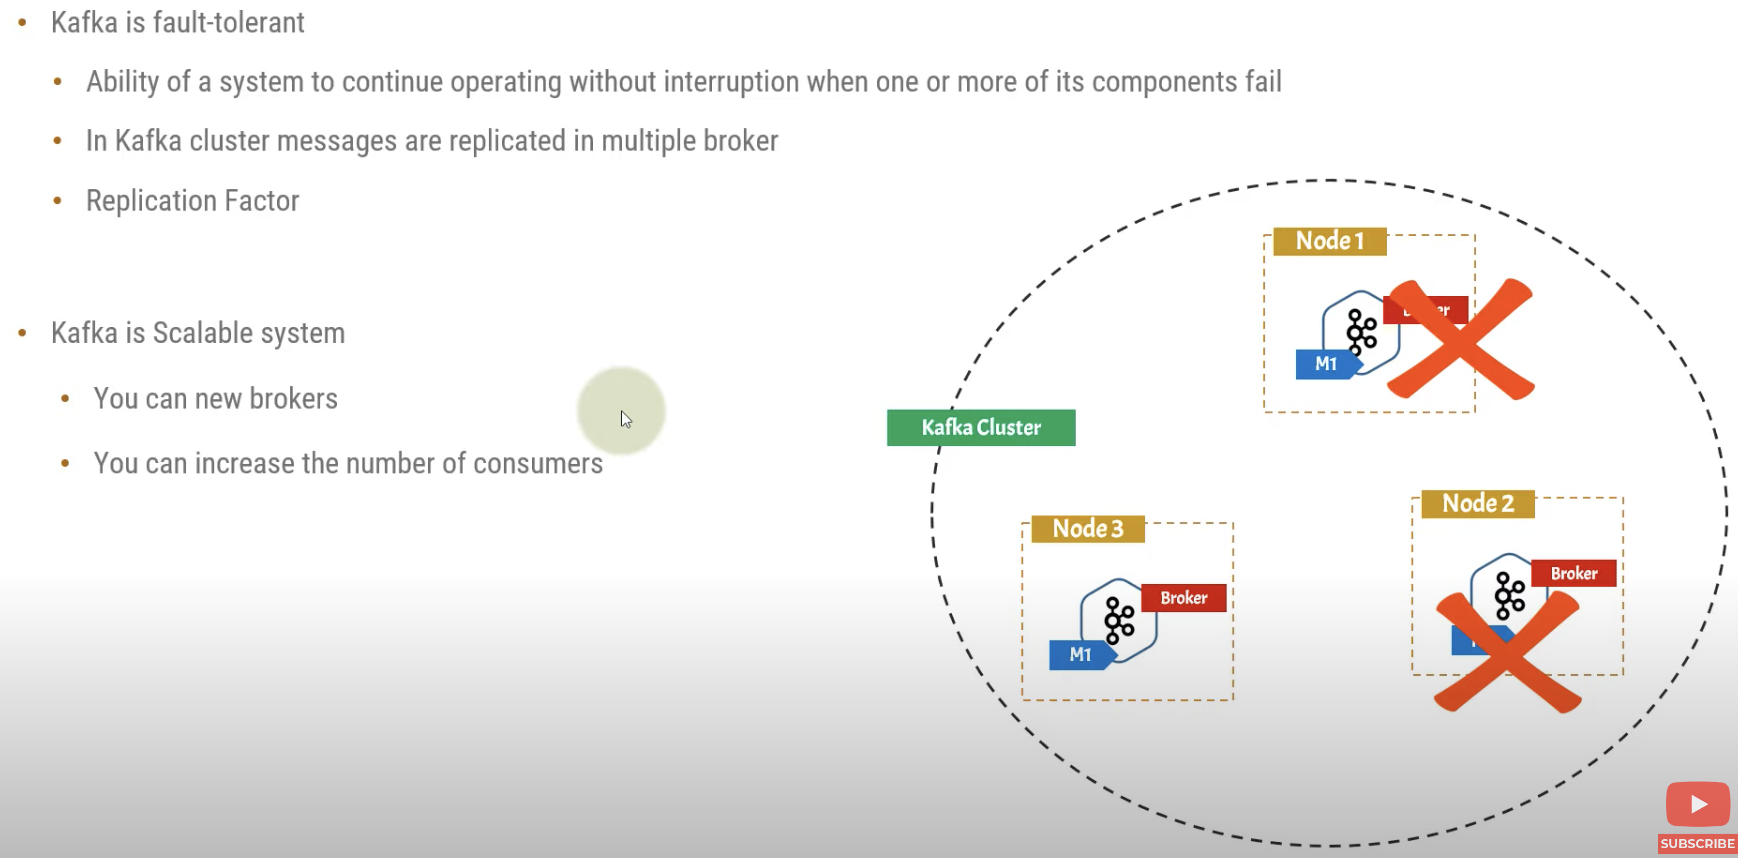 Kafka is fault-tolerant
Ability of a system to continue operating without interruption when one or more of its components fail
In Kafka cluster messages are replicated in multiple broker
Replication Factor
Kafka is Scalable system
You can new brokers
You can increase the number of consumers
Node 1
M1
Kafka Cluster
Node 2
Broker
Node 3
Broker
M1
SUBSCRIBE